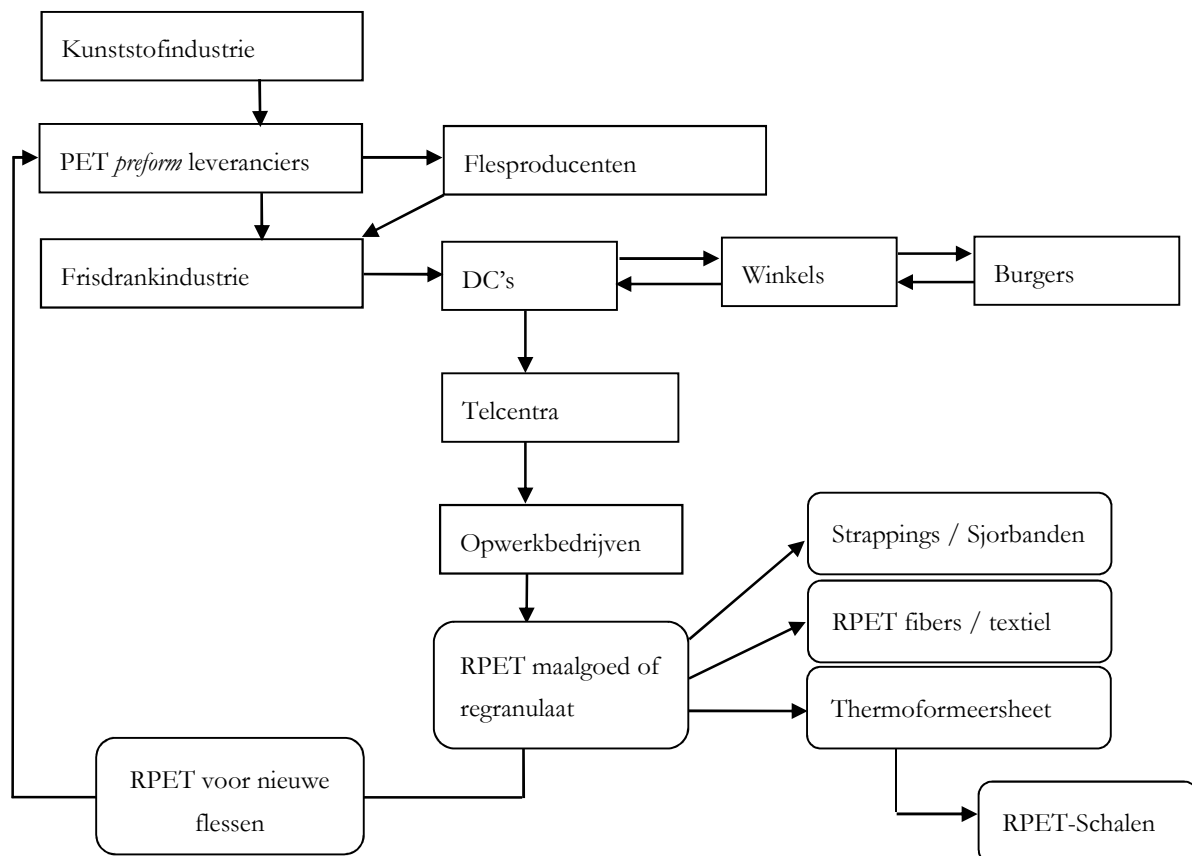 Kunststofindustrie
PET preform leveranciers
Flesproducenten
Frisdrankindustrie
DC’s
Winkels
Burgers
Telcentra
Opwerkbedrijven
Strappings / Sjorbanden
RPET fibers / textiel
RPET maalgoed of
regranulaat
Thermoformeersheet
RPET voor nieuwe
flessen
RPET-Schalen